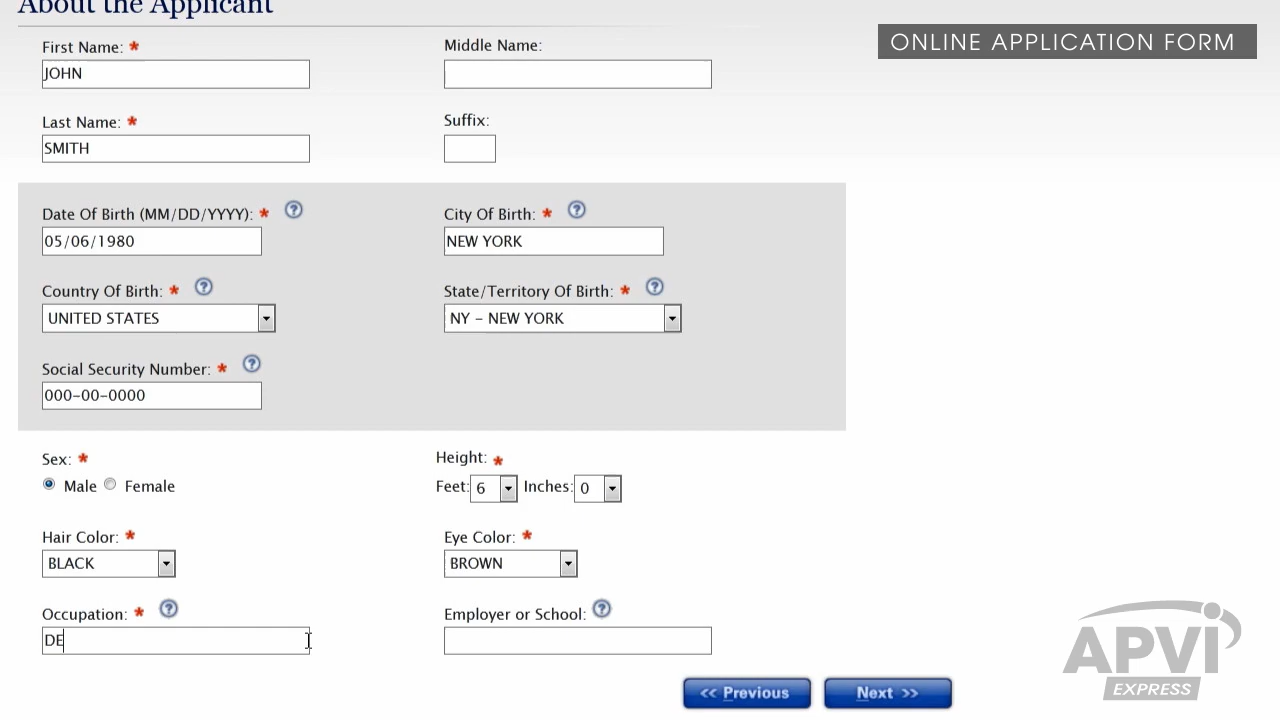 About the Applicant
ONLINE APPLICATION FORM
First Name: *
Middle Name:
JOHN
Last Name: *
Suffix:
SMITH
Date Of Birth (MM/DD/YYYY): * ?
City Of Birth: * ?
05/06/1980
NEW YORK
Country Of Birth: * ?
State/Territory Of Birth: * ?
UNITED STATES
NY - NEW YORK
Social Security Number: * ?
000-00-0000
Sex: *
Height: *
Male Female
Feet: 6 Inches: 0
Hair Color: *
Eye Color: *
BLACK
BROWN
Occupation: * ?
Employer or School: ?
DE
<< Previous
Next >>
APVi
EXPRESS